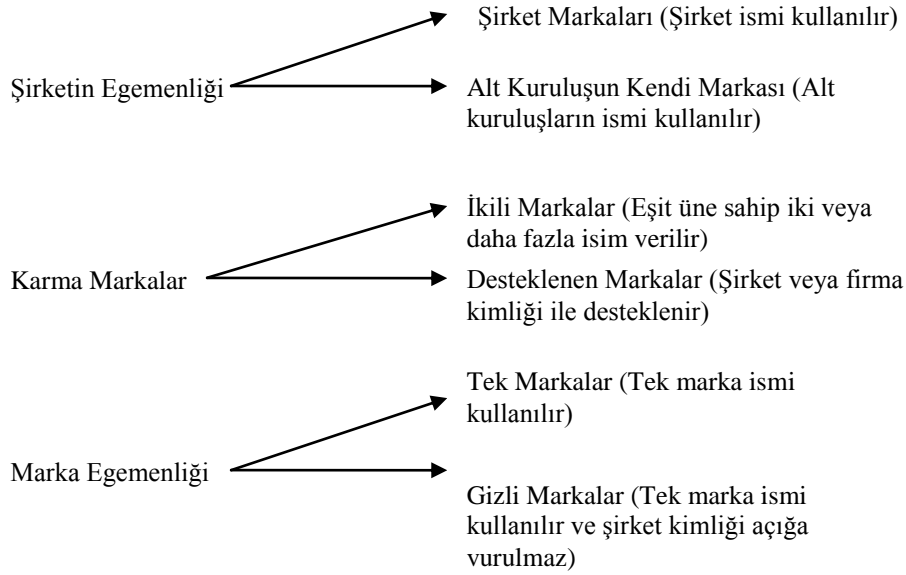 Şirket Markaları (Şirket ismi kullanılır)
Şirketin Egemenliği
Alt Kuruluşun Kendi Markası (Alt
kuruluşların ismi kullanılır)
İkili Markalar (Eşit üne sahip iki veya
daha fazla isim verilir)
Karma Markalar
Desteklenen Markalar (Şirket veya firma
kimliği ile desteklenir)
Tek Markalar (Tek marka ismi
kullanılır)
Marka Egemenliği
Gizli Markalar (Tek marka ismi
kullanılır ve şirket kimliği açığa
vurulmaz)